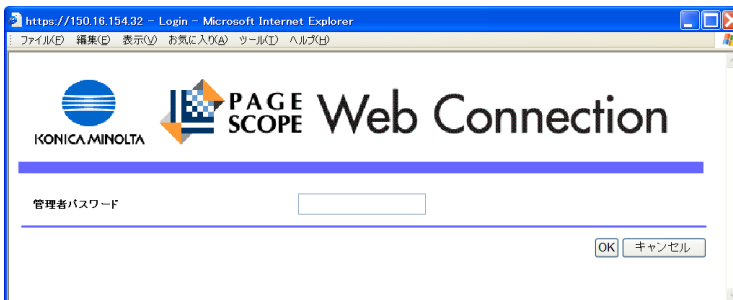 https://150.16.154.32 - Login - Microsoft Internet Explorer
ファイル(F) 編集(E) 表示(V) お気に入り(A) ツール(T) ヘルプ(H)
KONICA MINOLTA
PAGE SCOPE Web Connection
管理者パスワード
OK キャンセル